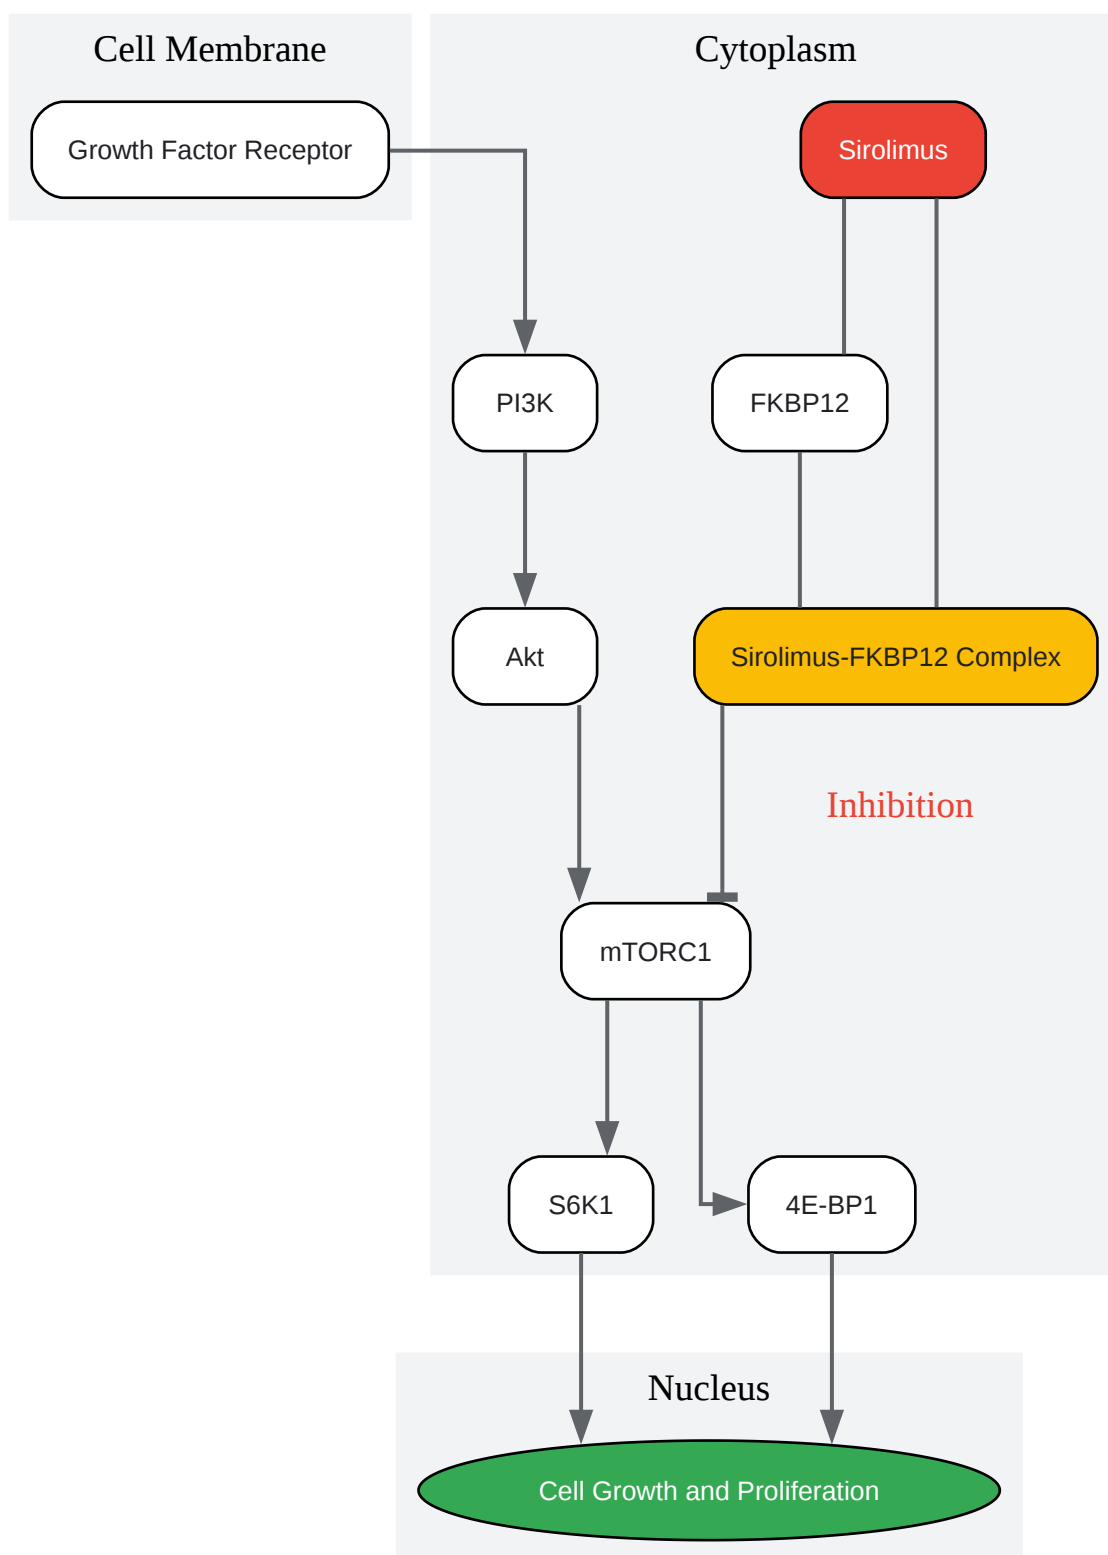 Cell Membrane
Cytoplasm
Growth Factor Receptor
Sirolimus
PI3K
FKBP12
Akt
Sirolimus-FKBP12 Complex
Inhibition
mTORC1
S6K1
4E-BP1
Nucleus
Cell Growth and Proliferation